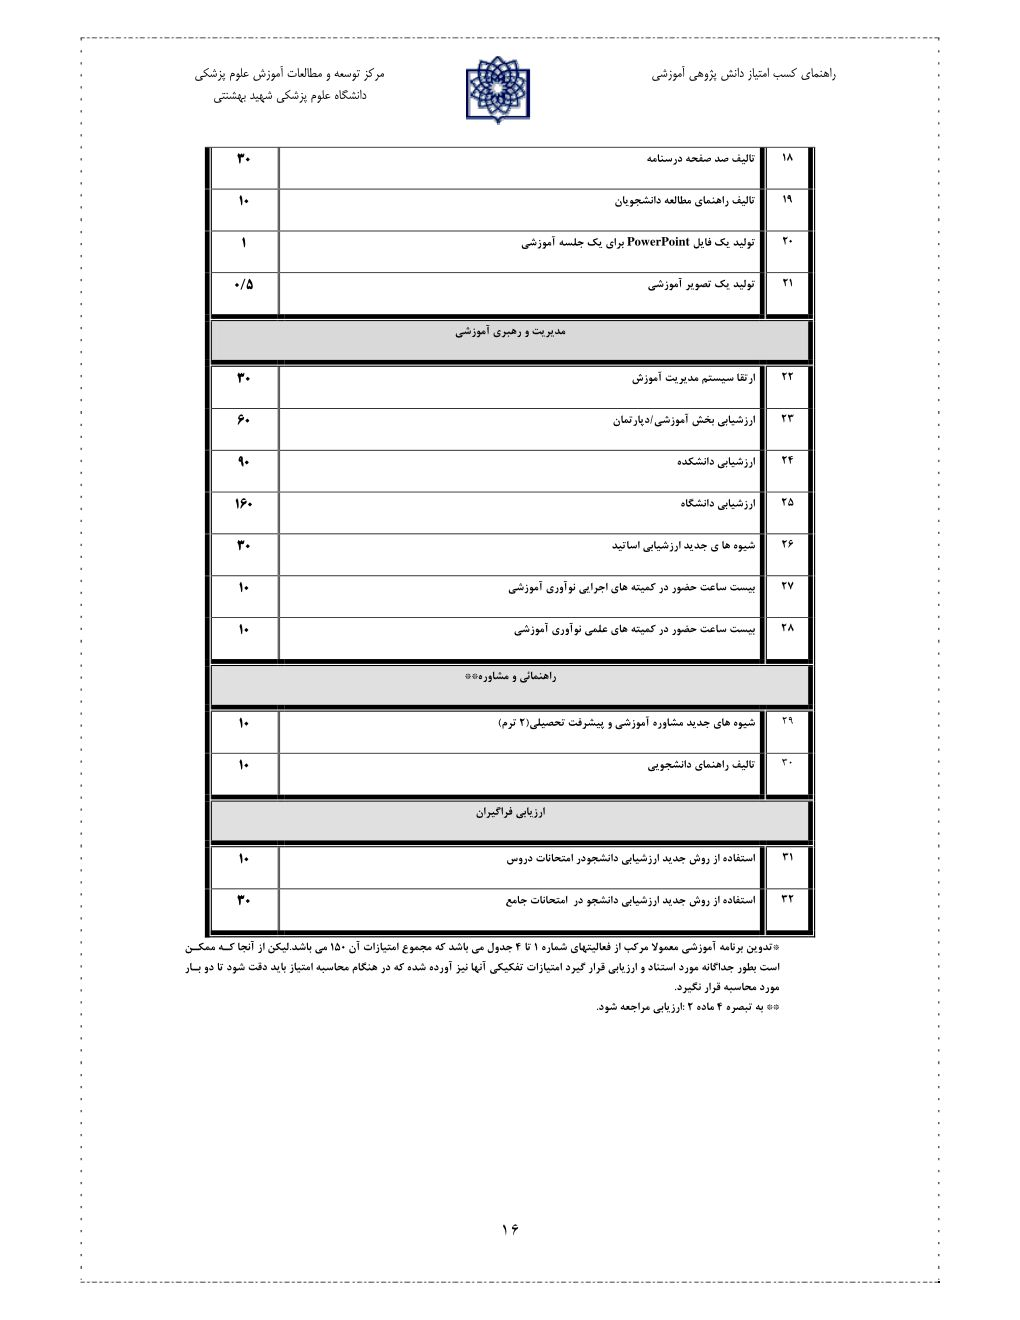 راهنمای کسب امتیاز دانش پژوهی آموزشی
مرکز توسعه و مطالعات آموزش علوم پزشکی
دانشگاه علوم پزشکی شهید بهشتی
۱۸ تالیف صد صفحه درسنامه ۳۰
۱۹ تالیف راهنمای مطالعه دانشجویان ۱۰
۲۰ تولید یک فایل PowerPoint برای یک جلسه آموزشی ۱
۲۱ تولید یک تصویر آموزشی ۰/۵
مدیریت و رهبری آموزشی
۲۲ ارتقا سیستم مدیریت آموزش ۳۰
۲۳ ارزشیابی بخش آموزشی/دپارتمان ۶۰
۲۴ ارزشیابی دانشکده ۹۰
۲۵ ارزشیابی دانشگاه ۱۶۰
۲۶ شیوه ها ی جدید ارزشیابی اساتید ۳۰
۲۷ بیست ساعت حضور در کمیته های اجرایی نوآوری آموزشی ۱۰
۲۸ بیست ساعت حضور در کمیته های علمی نوآوری آموزشی ۱۰
راهنمائی و مشاوره**
۲۹ شیوه های جدید مشاوره آموزشی و پیشرفت تحصیلی(۲ ترم) ۱۰
۳۰ تالیف راهنمای دانشجویی ۱۰
ارزیابی فراگیران
۳۱ استفاده از روش جدید ارزشیابی دانشجودر امتحانات دروس ۱۰
۳۲ استفاده از روش جدید ارزشیابی دانشجو در امتحانات جامع ۳۰
*تدوین برنامه آموزشی معمولا مرکب از فعالیتهای شماره ۱ تا ۴ جدول می باشد که مجموع امتیازات آن ۱۵۰ می باشد.لیکن از آنجا کـه ممکـن
است بطور جداگانه مورد استناد و ارزیابی قرار گیرد امتیازات تفکیکی آنها نیز آورده شده که در هنگام محاسبه امتیاز باید دقت شود تا دو بـار
مورد محاسبه قرار نگیرد.
** به تبصره ۴ ماده ۲ :ارزیابی مراجعه شود.
۱۶